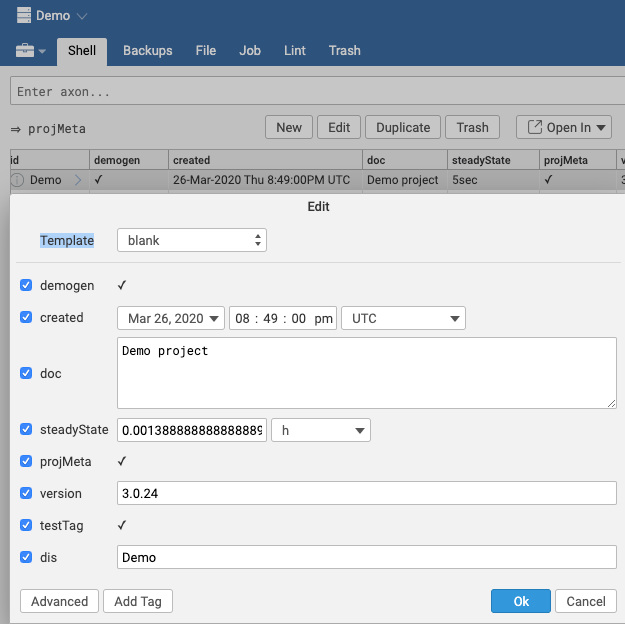 Demo
Shell Backups File Job Lint Trash
Enter axon...
⇒ projMeta New Edit Duplicate Trash Open In
id demogen created doc steadyState projMeta
Demo ✓ 26-Mar-2020 Thu 8:49:00PM UTC Demo project 5sec ✓
Edit
Template blank
demogen ✓
created Mar 26, 2020 08 : 49 : 00 pm UTC
doc Demo project
steadyState 0.001388888888888889 h
projMeta ✓
version 3.0.24
testTag ✓
dis Demo
Advanced Add Tag Ok Cancel